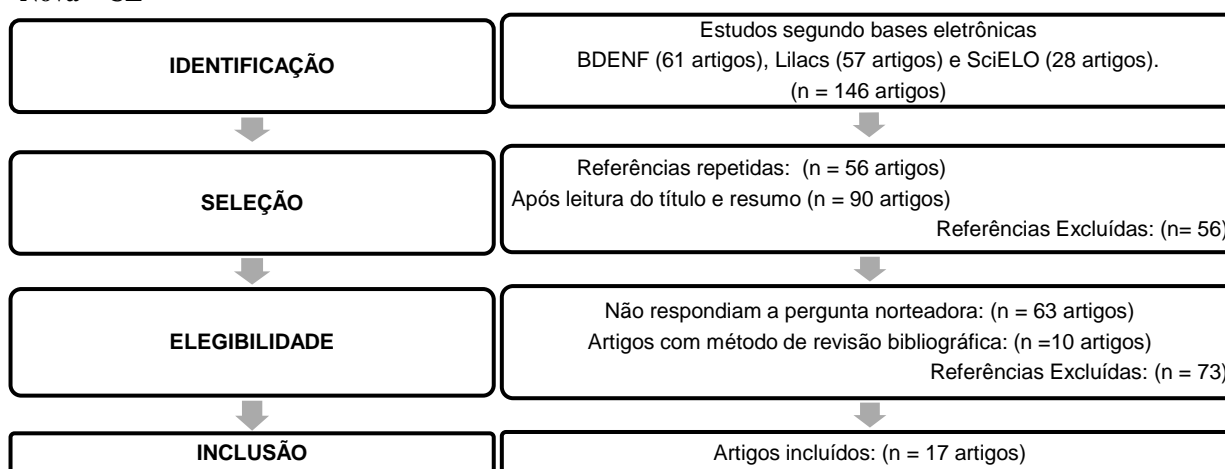 IDENTIFICAÇÃO
Estudos segundo bases eletrônicas
BDENF (61 artigos), Lilacs (57 artigos) e SciELO (28 artigos).
(n = 146 artigos)
SELEÇÃO
Referências repetidas: (n = 56 artigos)
Após leitura do título e resumo (n = 90 artigos)
Referências Excluídas: (n= 56)
ELEGIBILIDADE
Não respondiam a pergunta norteadora: (n = 63 artigos)
Artigos com método de revisão bibliográfica: (n =10 artigos)
Referências Excluídas: (n = 73)
INCLUSÃO
Artigos incluídos: (n = 17 artigos)